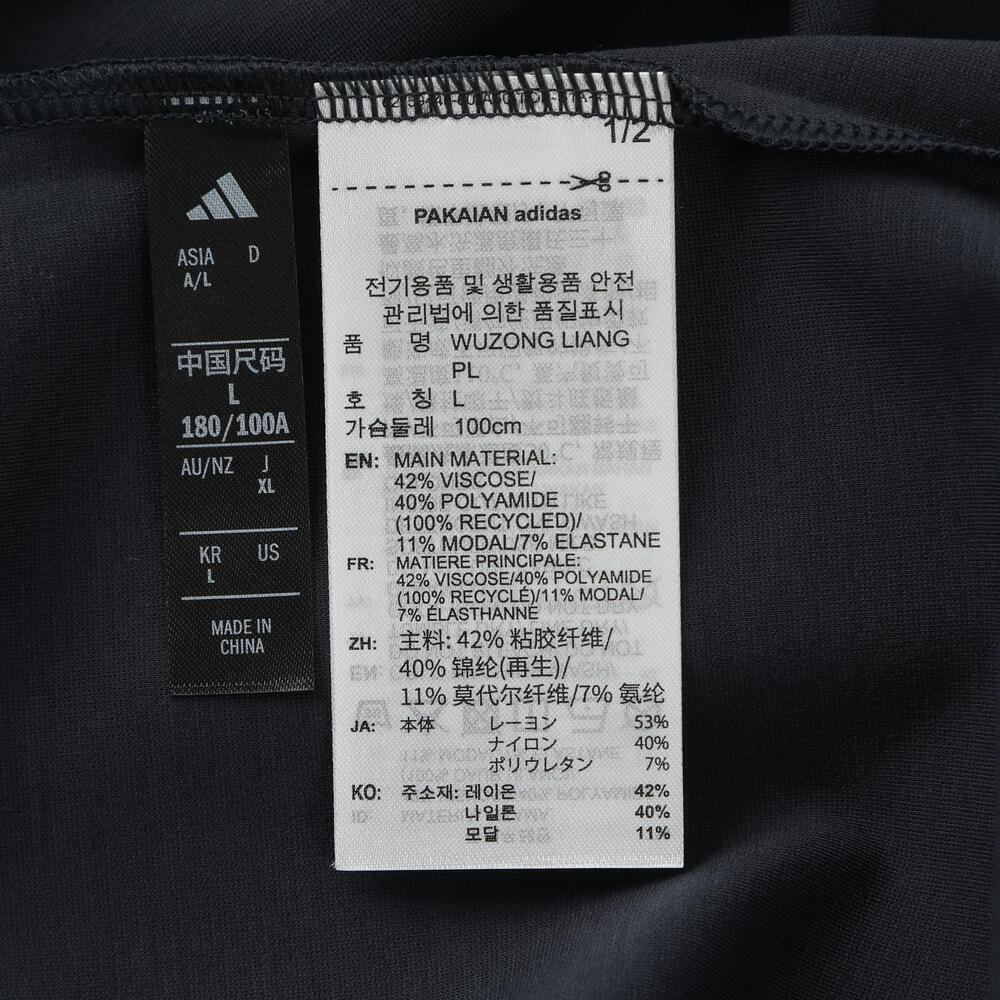 ASIA D
A/L
中国尺码
L
180/100A
AU/NZ J
XL
KR US
L
MADE IN
CHINA
1/2
PAKAIAN adidas
전기용품 및 생활용품 안전
관리법에 의한 품질표시
품 명 WUZONG LIANG
PL
호 칭 L
가슴둘레 100cm
EN: MAIN MATERIAL:
42% VISCOSE/
40% POLYAMIDE
(100% RECYCLED)/
11% MODAL/7% ELASTANE
FR: MATIERE PRINCIPALE:
42% VISCOSE/40% POLYAMIDE
(100% RECYCLÉ)/11% MODAL/
7% ÉLASTHANNE
ZH: 主料: 42% 粘胶纤维/
40% 锦纶(再生)/
11% 莫代尔纤维/7% 氨纶
JA: 本体 レーヨン 53%
ナイロン 40%
ポリウレタン 7%
KO: 주소재: 레이온 42%
나일론 40%
모달 11%